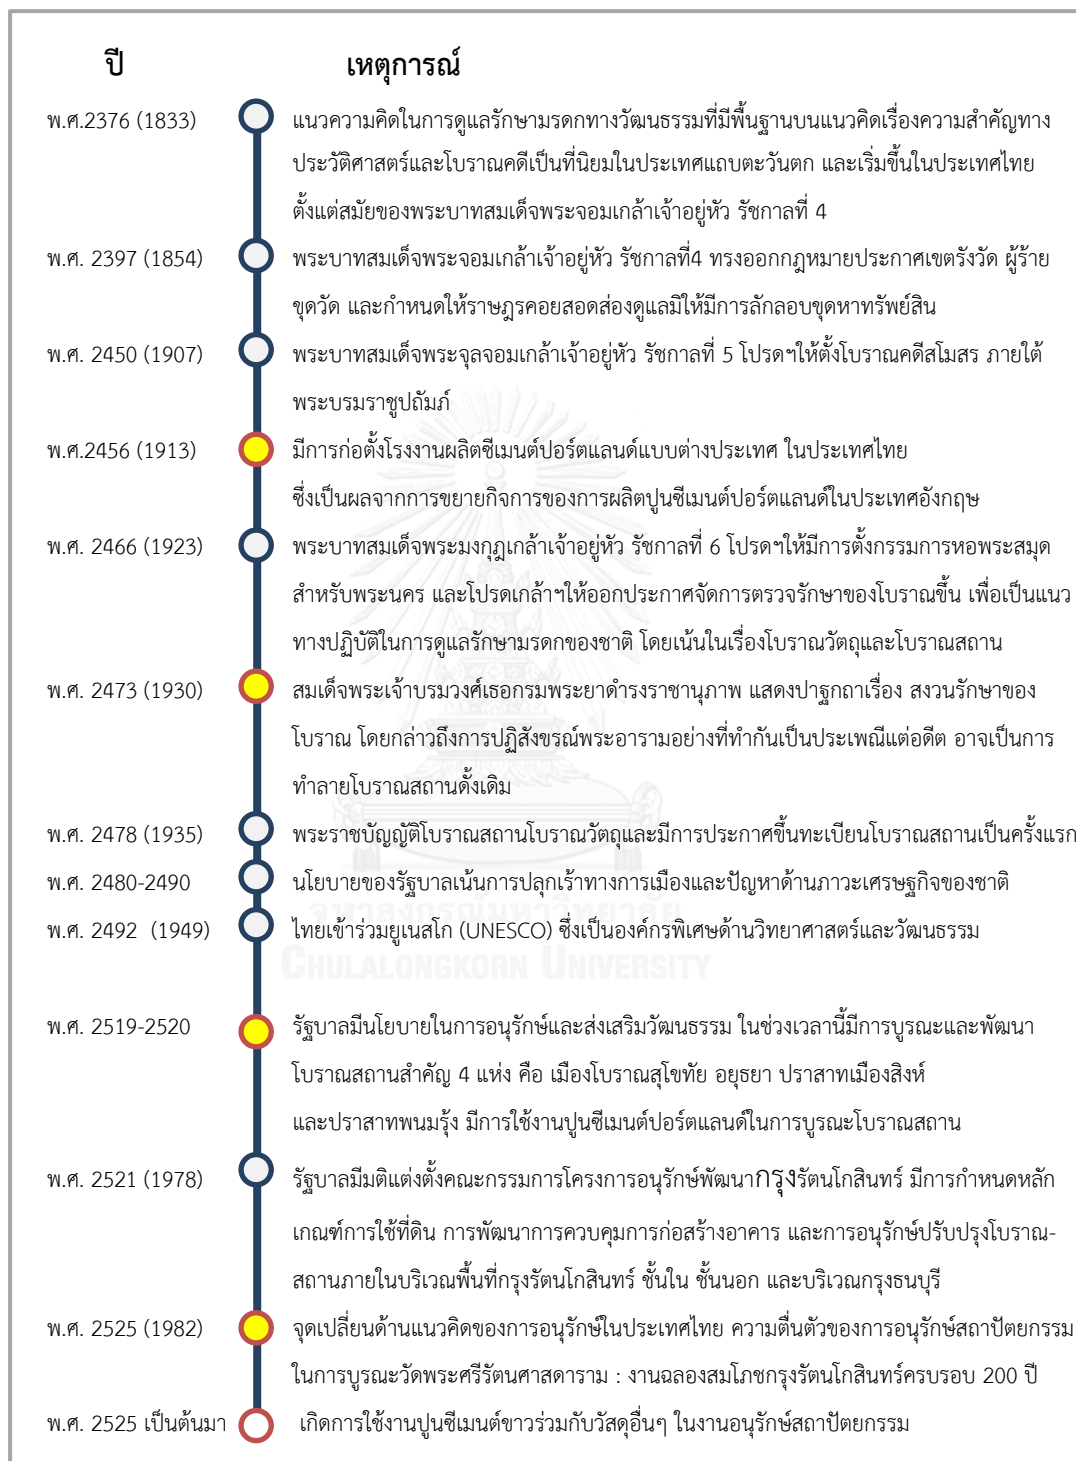 ปี เหตุการณ์
พ.ศ.2376 (1833) แนวความคิดในการดูแลรักษามรดกทางวัฒนธรรมที่มีพื้นฐานบนแนวคิดเรื่องความสำคัญทาง
ประวัติศาสตร์และโบราณคดีเป็นที่นิยมในประเทศแถบตะวันตก และเริ่มขึ้นในประเทศไทย
ตั้งแต่สมัยของพระบาทสมเด็จพระจอมเกล้าเจ้าอยู่หัว รัชกาลที่ 4
พ.ศ. 2397 (1854) พระบาทสมเด็จพระจอมเกล้าเจ้าอยู่หัว รัชกาลที่4 ทรงออกกฎหมายประกาศเขตรังวัด ผู้ร้าย
ขุดวัด และกำหนดให้ราษฎรคอยสอดส่องดูแลมิให้มีการลักลอบขุดหาทรัพย์สิน
พ.ศ. 2450 (1907) พระบาทสมเด็จพระจุลจอมเกล้าเจ้าอยู่หัว รัชกาลที่ 5 โปรดฯให้ตั้งโบราณคดีสโมสร ภายใต้
พระบรมราชูปถัมภ์
พ.ศ.2456 (1913) มีการก่อตั้งโรงงานผลิตซีเมนต์ปอร์ตแลนด์แบบต่างประเทศ ในประเทศไทย
ซึ่งเป็นผลจากการขยายกิจการของการผลิตปูนซีเมนต์ปอร์ตแลนด์ในประเทศอังกฤษ
พ.ศ. 2466 (1923) พระบาทสมเด็จพระมงกุฎเกล้าเจ้าอยู่หัว รัชกาลที่ 6 โปรดฯให้มีการตั้งกรรมการหอพระสมุด
สำหรับพระนคร และโปรดเกล้าฯให้ออกประกาศจัดการตรวจรักษาของโบราณขึ้น เพื่อเป็นแนว
ทางปฏิบัติในการดูแลรักษามรดกของชาติ โดยเน้นในเรื่องโบราณวัตถุและโบราณสถาน
พ.ศ. 2473 (1930) สมเด็จพระเจ้าบรมวงศ์เธอกรมพระยาดำรงราชานุภาพ แสดงปาฐกถาเรื่อง สงวนรักษาของ
โบราณ โดยกล่าวถึงการปฏิสังขรณ์พระอารามอย่างที่ทำกันเป็นประเพณีแต่อดีต อาจเป็นการ
ทำลายโบราณสถานดั้งเดิม
พ.ศ. 2478 (1935) พระราชบัญญัติโบราณสถานโบราณวัตถุและมีการประกาศขึ้นทะเบียนโบราณสถานเป็นครั้งแรก
พ.ศ. 2480-2490 นโยบายของรัฐบาลเน้นการปลุกเร้าทางการเมืองและปัญหาด้านภาวะเศรษฐกิจของชาติ
จุฬาลงกรณ์มหาวิทยาลัย
พ.ศ. 2492 (1949) ไทยเข้าร่วมยูเนสโก (UNESCO) ซึ่งเป็นองค์กรพิเศษด้านวิทยาศาสตร์และวัฒนธรรม
CHULALONGKORN UNIVERSITY
พ.ศ. 2519-2520 รัฐบาลมีนโยบายในการอนุรักษ์และส่งเสริมวัฒนธรรม ในช่วงเวลานี้มีการบูรณะและพัฒนา
โบราณสถานสำคัญ 4 แห่ง คือ เมืองโบราณสุโขทัย อยุธยา ปราสาทเมืองสิงห์
และปราสาทพนมรุ้ง มีการใช้งานปูนซีเมนต์ปอร์ตแลนด์ในการบูรณะโบราณสถาน
พ.ศ. 2521 (1978) รัฐบาลมีมติแต่งตั้งคณะกรรมการโครงการอนุรักษ์พัฒนากรุงรัตนโกสินทร์ มีการกำหนดหลัก
เกณฑ์การใช้ที่ดิน การพัฒนาการควบคุมการก่อสร้างอาคาร และการอนุรักษ์ปรับปรุงโบราณ-
สถานภายในบริเวณพื้นที่กรุงรัตนโกสินทร์ ชั้นใน ชั้นนอก และบริเวณกรุงธนบุรี
พ.ศ. 2525 (1982) จุดเปลี่ยนด้านแนวคิดของการอนุรักษ์ในประเทศไทย ความตื่นตัวของการอนุรักษ์สถาปัตยกรรม
ในการบูรณะวัดพระศรีรัตนศาสดาราม : งานฉลองสมโภชกรุงรัตนโกสินทร์ครบรอบ 200 ปี
พ.ศ. 2525 เป็นต้นมา เกิดการใช้งานปูนซีเมนต์ขาวร่วมกับวัสดุอื่นๆ ในงานอนุรักษ์สถาปัตยกรรม